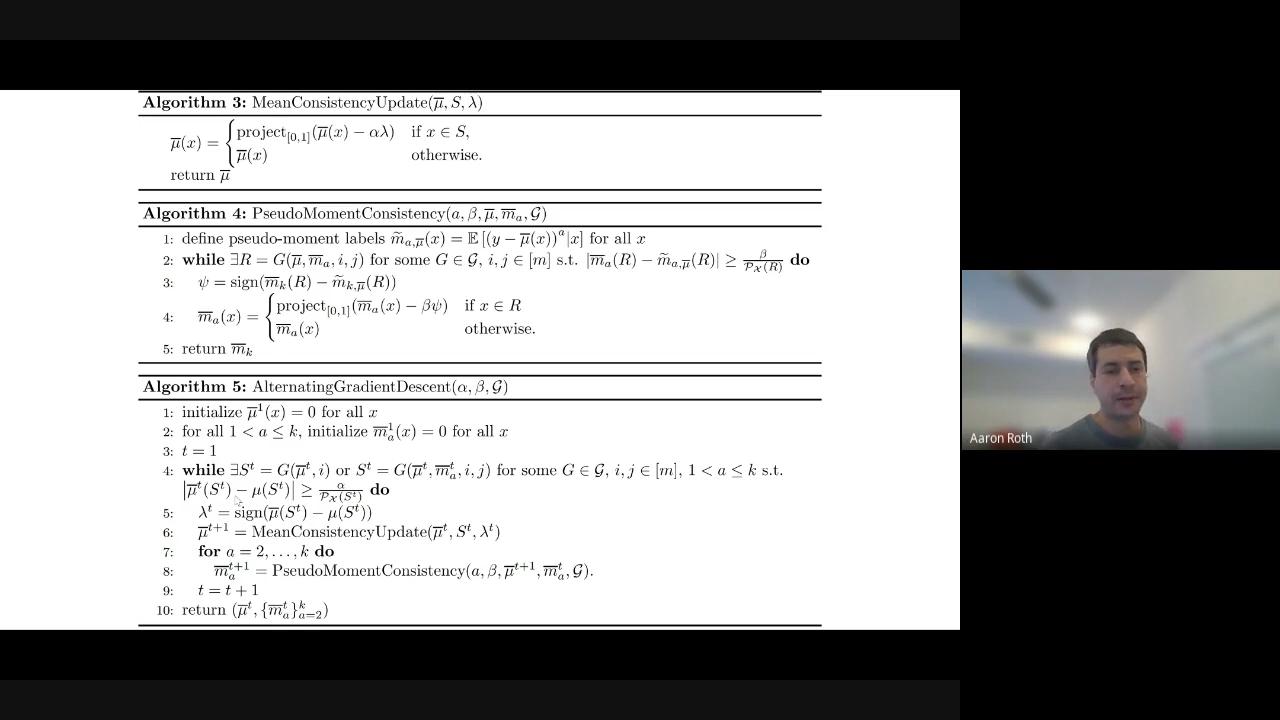 Algorithm 3: MeanConsistencyUpdate(μ̅, S, λ)
μ̅(x) = { project_[0,1](μ̅(x) − αλ) if x ∈ S,
μ̅(x) otherwise.
return μ̅
Algorithm 4: PseudoMomentConsistency(a, β, μ̅, m̅_a, 𝒢)
1: define pseudo-moment labels m̃_{a,μ̅}(x) = 𝔼[(y − μ̅(x))^a|x] for all x
2: while ∃R = G(μ̅, m̅_a, i, j) for some G ∈ 𝒢, i, j ∈ [m] s.t. |m̅_a(R) − m̃_{a,μ̅}(R)| ≥ β/P_𝒳(R) do
3: ψ = sign(m̅_k(R) − m̃_{k,μ̅}(R))
4: m̅_a(x) = { project_[0,1](m̅_a(x) − βψ) if x ∈ R
m̅_a(x) otherwise.
5: return m̅_k
Algorithm 5: AlternatingGradientDescent(α, β, 𝒢)
1: initialize μ̅^1(x) = 0 for all x
2: for all 1 < a ≤ k, initialize m̅_a^1(x) = 0 for all x
3: t = 1
4: while ∃S^t = G(μ̅^t, i) or S^t = G(μ̅^t, m̅_a^t, i, j) for some G ∈ 𝒢, i, j ∈ [m], 1 < a ≤ k s.t.
|μ̅^t(S^t) − μ(S^t)| ≥ α/P_𝒳(S^t) do
5: λ^t = sign(μ̅(S^t) − μ(S^t))
6: μ̅^{t+1} = MeanConsistencyUpdate(μ̅^t, S^t, λ^t)
7: for a = 2, . . . , k do
8: m̅_a^{t+1} = PseudoMomentConsistency(a, β, μ̅^{t+1}, m̅_a^t, 𝒢).
9: t = t + 1
10: return (μ̅^t, {m̅_a^t}_{a=2}^k)
Aaron Roth